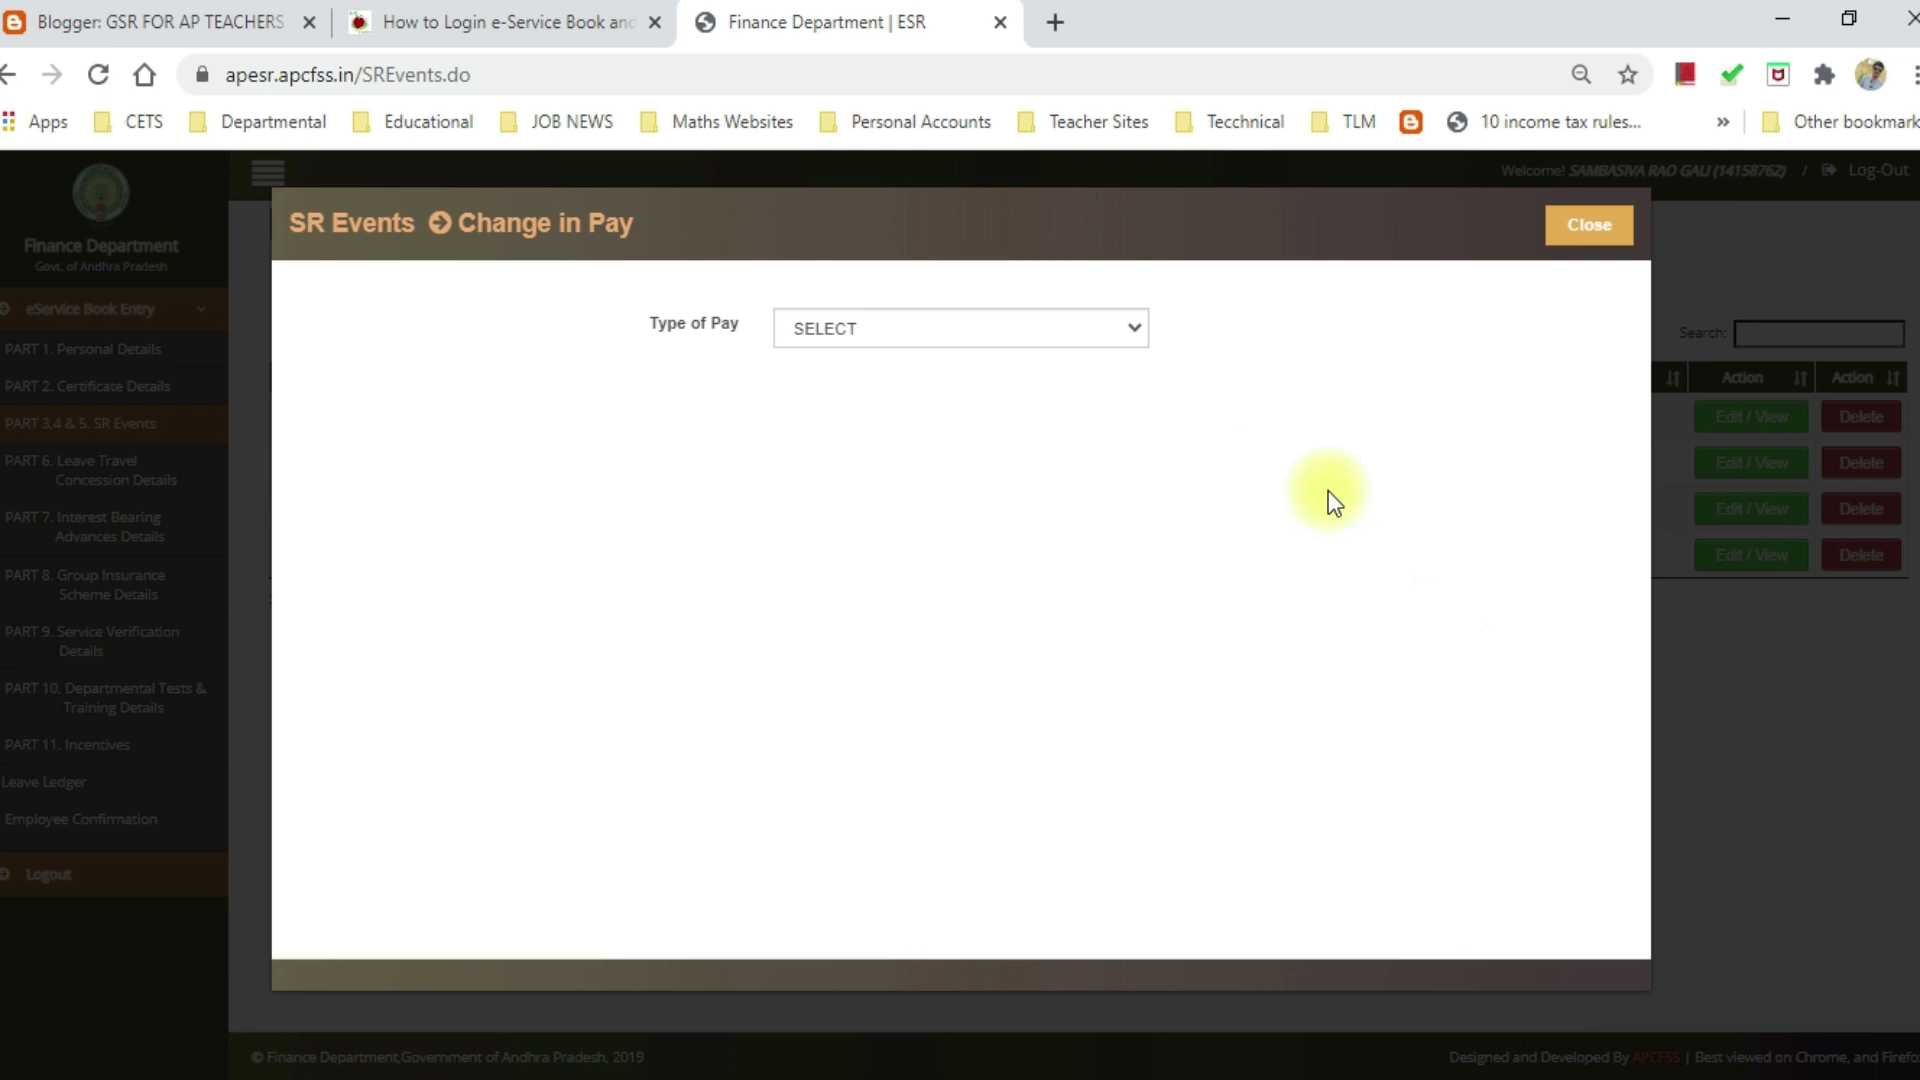 Blogger: GSR FOR AP TEACHERS
How to Login e-Service Book and
Finance Department | ESR
apesr.apcfss.in/SREvents.do
Apps
CETS
Departmental
Educational
JOB NEWS
Maths Websites
Personal Accounts
Teacher Sites
Tecchnical
TLM
10 income tax rules...
»
Other bookmark
Welcome! SAMBASIVA RAO GALI (14158762) / Log-Out
Finance Department
Govt. of Andhra Pradesh
eService Book Entry
PART 1. Personal Details
PART 2. Certificate Details
PART 3,4 & 5. SR Events
PART 6. Leave Travel
Concession Details
PART 7. Interest Bearing
Advances Details
PART 8. Group Insurance
Scheme Details
PART 9. Service Verification
Details
PART 10. Departmental Tests &
Training Details
PART 11. Incentives
Leave Ledger
Employee Confirmation
Logout
SR Events Change in Pay
Close
Type of Pay
SELECT
Search:
Action Action
Edit / View Delete
Edit / View Delete
Edit / View Delete
Edit / View Delete
© Finance Department,Government of Andhra Pradesh, 2019
Designed and Developed By APCFSS | Best viewed on Chrome, and Firefo